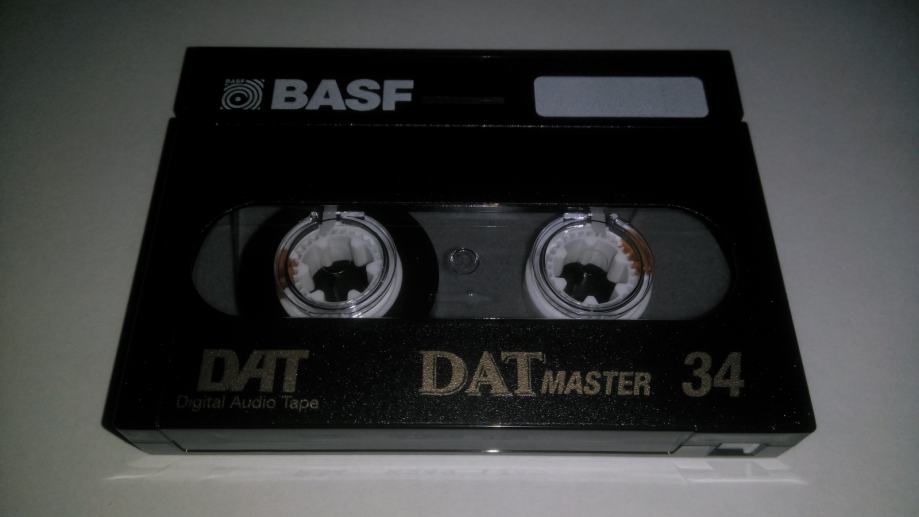 BASF BASF
DAT DAT MASTER 34
Digital Audio Tape